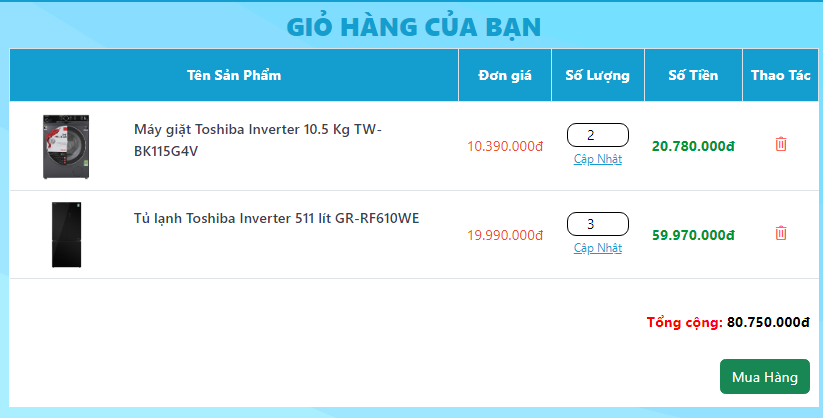 GIỎ HÀNG CỦA BẠN
Tên Sản Phẩm Đơn giá Số Lượng Số Tiền Thao Tác
Máy giặt Toshiba Inverter 10.5 Kg TW-
BK115G4V
10.390.000đ
2
Cập Nhật
20.780.000đ
Tủ lạnh Toshiba Inverter 511 lít GR-RF610WE
19.990.000đ
3
Cập Nhật
59.970.000đ
Tổng cộng: 80.750.000đ
Mua Hàng